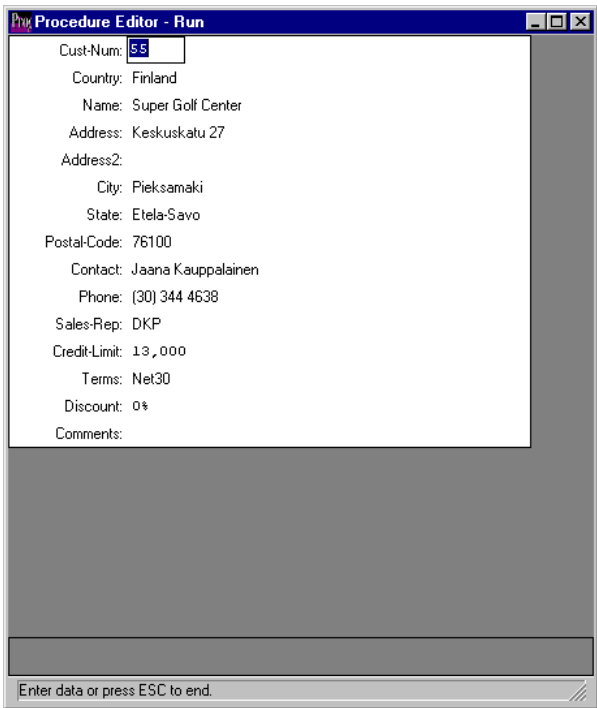 Procedure Editor - Run
Cust-Num: 55
Country: Finland
Name: Super Golf Center
Address: Keskuskatu 27
Address2:
City: Pieksamaki
State: Etela-Savo
Postal-Code: 76100
Contact: Jaana Kauppalainen
Phone: (30) 344 4638
Sales-Rep: DKP
Credit-Limit: 13,000
Terms: Net30
Discount: 0%
Comments:
Enter data or press ESC to end.